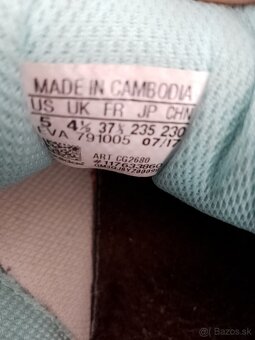 MADE IN CAMBODIA
US UK FR JP CHN
5 4½ 37⅓ 235 230
EVA 791005 07/17
ART CG2680
Bazos.sk